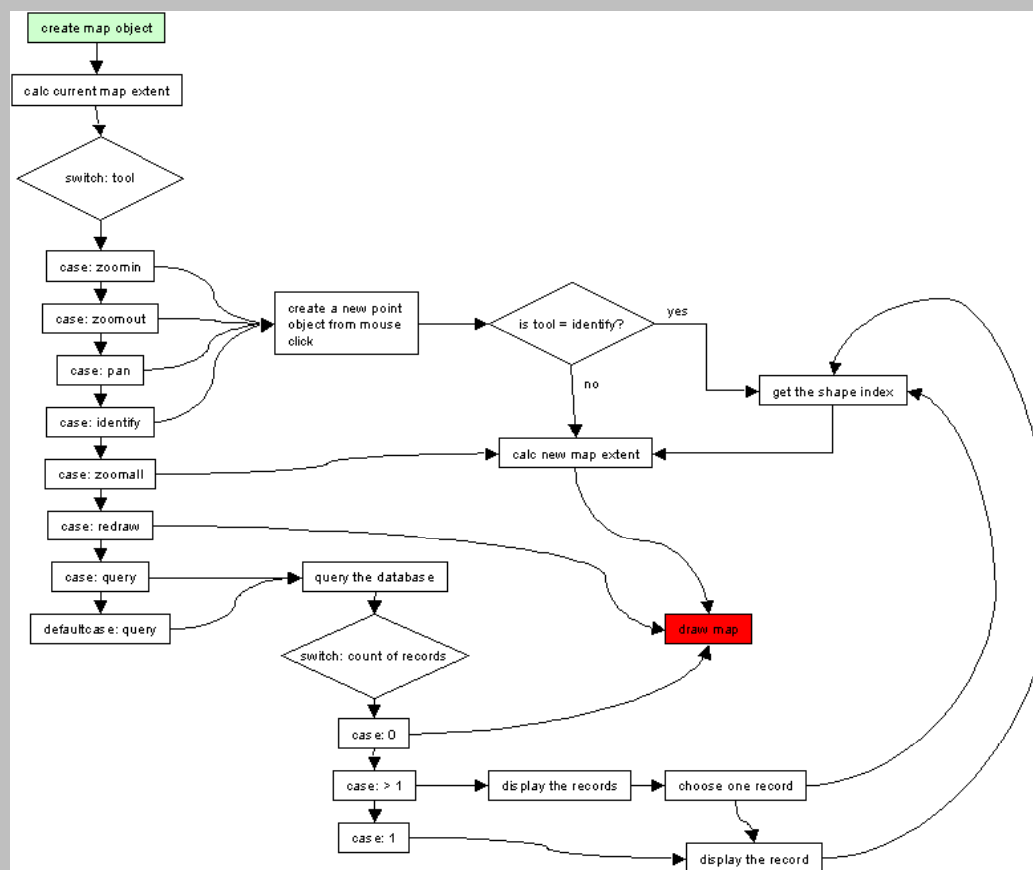 create map object
calc current map extent
switch: tool
case: zoomin
case: zoomout
case: pan
case: identify
case: zoomall
case: redraw
case: query
defaultcase: query
create a new point
object from mouse
click
is tool = identify?
yes
no
get the shape index
calc new map extent
query the database
draw map
switch: count of records
case: 0
case: > 1
display the records
choose one record
case: 1
display the record